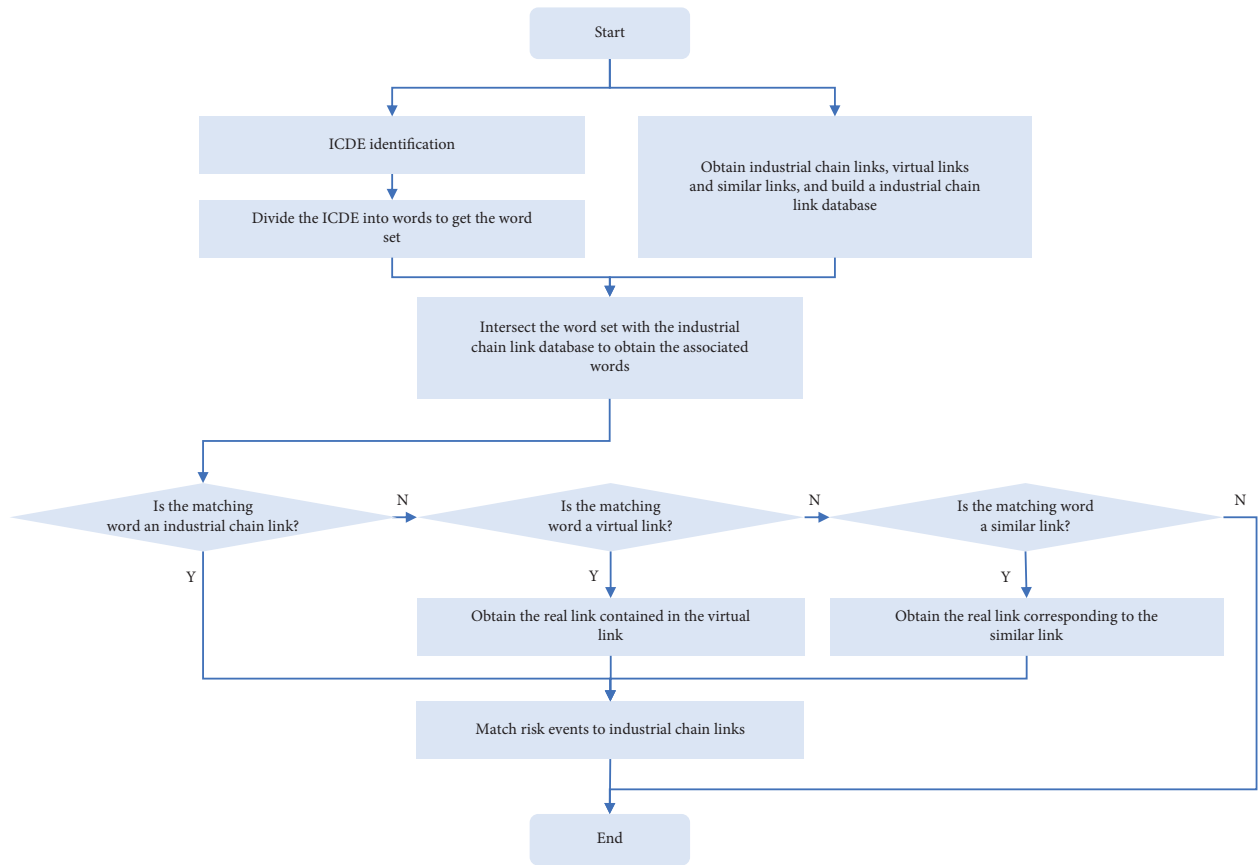 Start
ICDE identification
Divide the ICDE into words to get the word
set
Obtain industrial chain links, virtual links
and similar links, and build a industrial chain
link database
Intersect the word set with the industrial
chain link database to obtain the associated
words
Is the matching
word an industrial chain link?
N
Is the matching
word a virtual link?
N
Is the matching word
a similar link?
N
Y
Y
Y
Obtain the real link contained in the virtual
link
Obtain the real link corresponding to the
similar link
Match risk events to industrial chain links
End